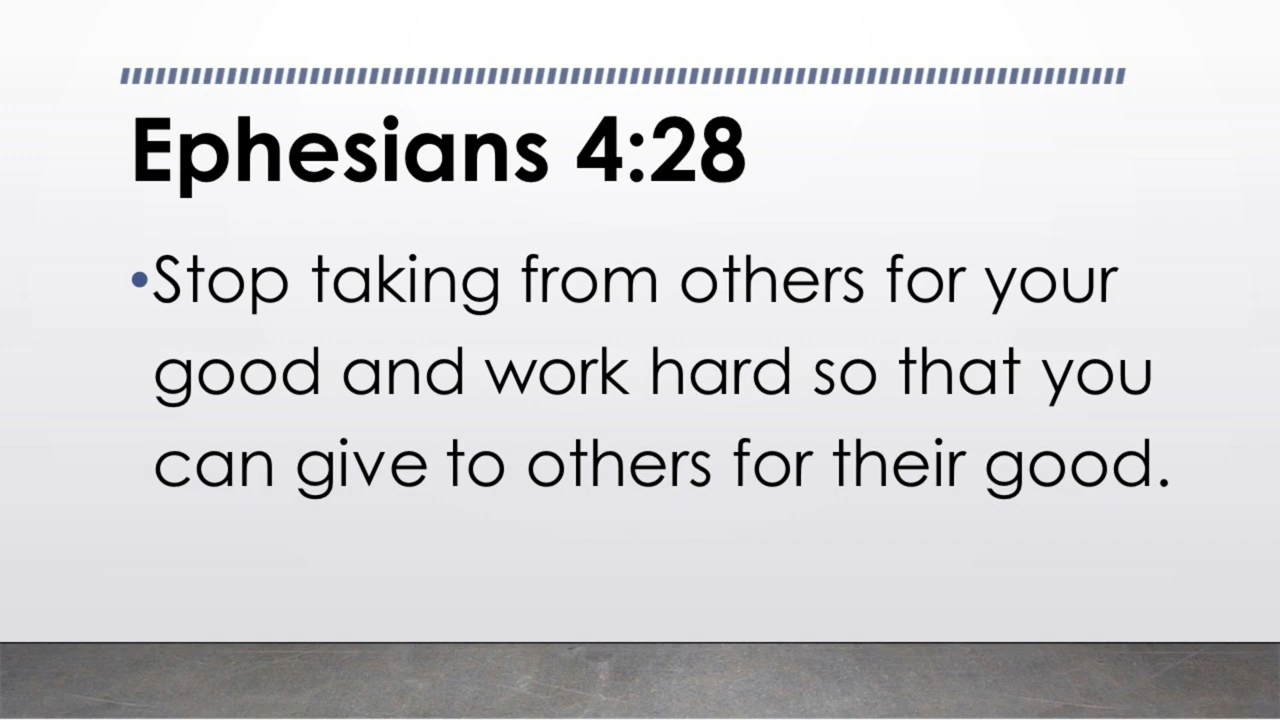 Ephesians 4:28
•Stop taking from others for your
good and work hard so that you
can give to others for their good.